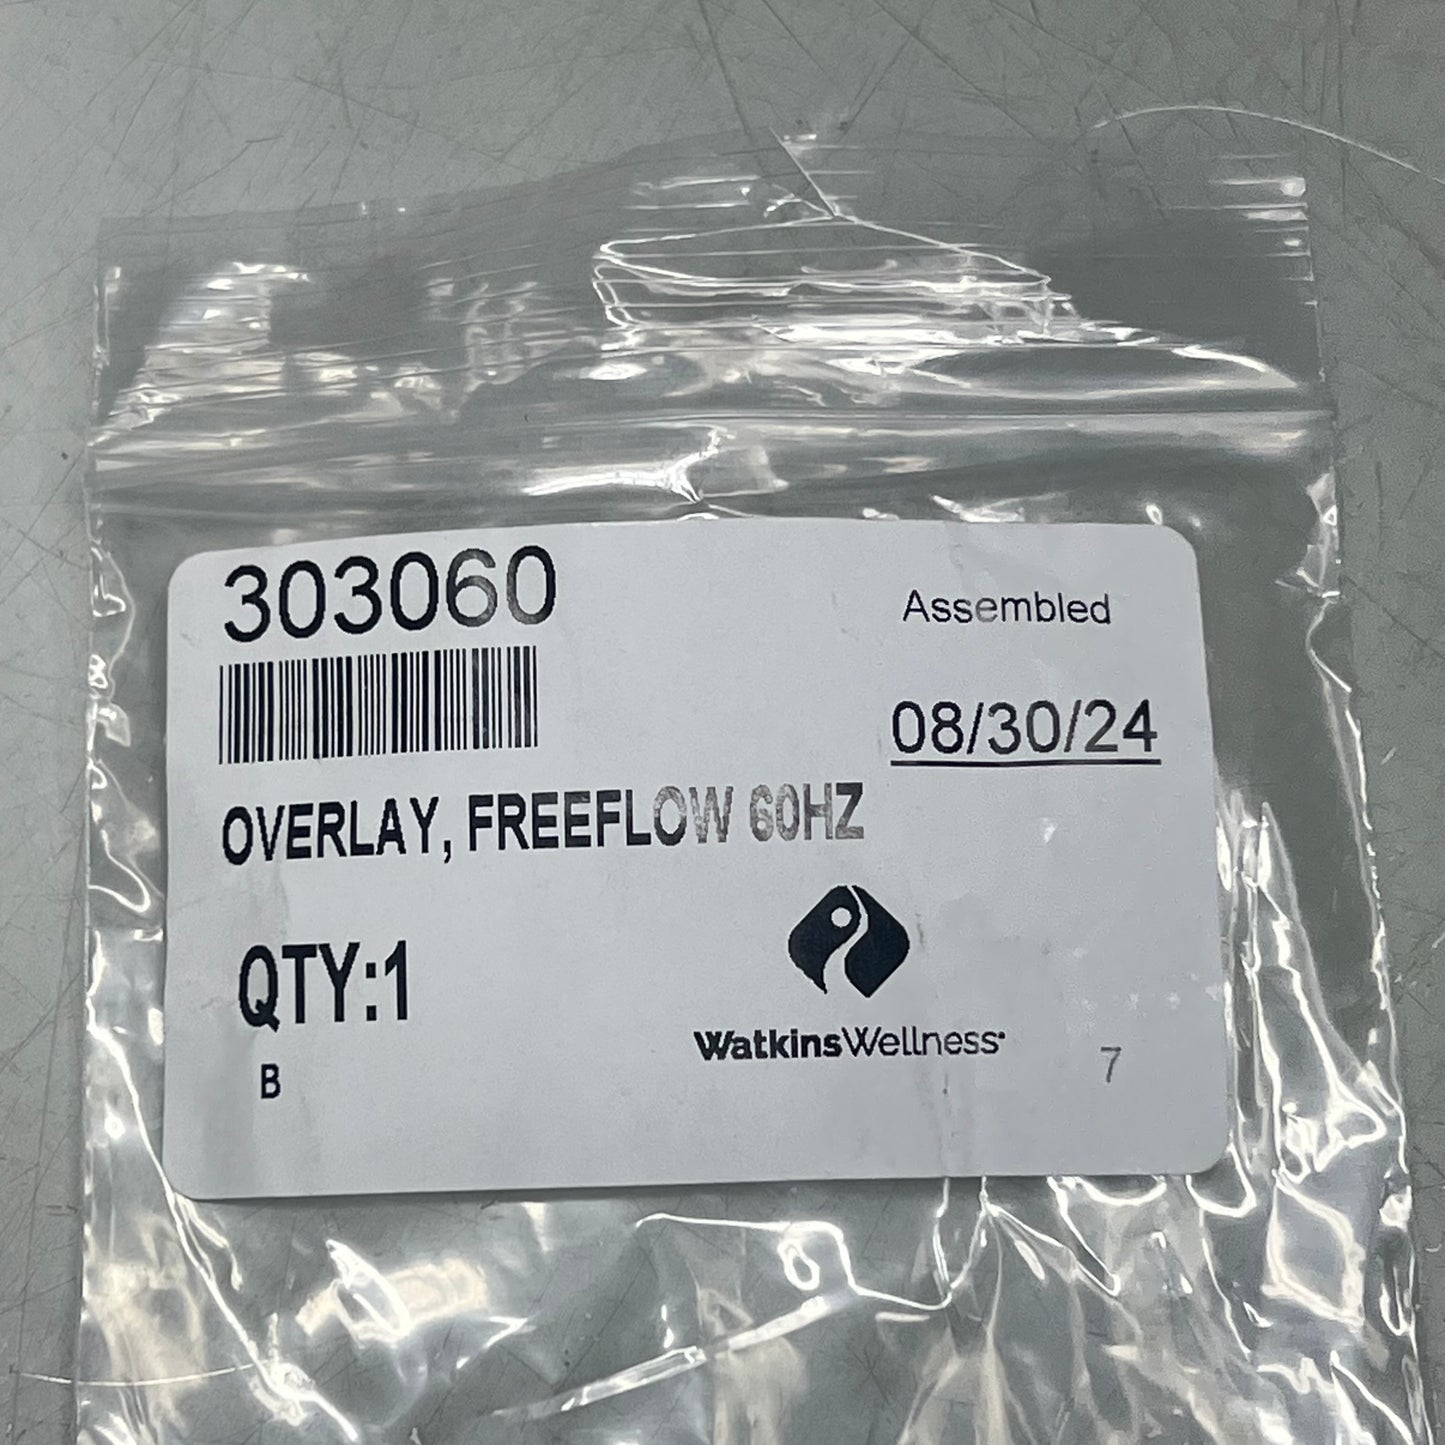 303060
Assembled
08/30/24
OVERLAY, FREEFLOW 60HZ
QTY:1
WatkinsWellness
B
7